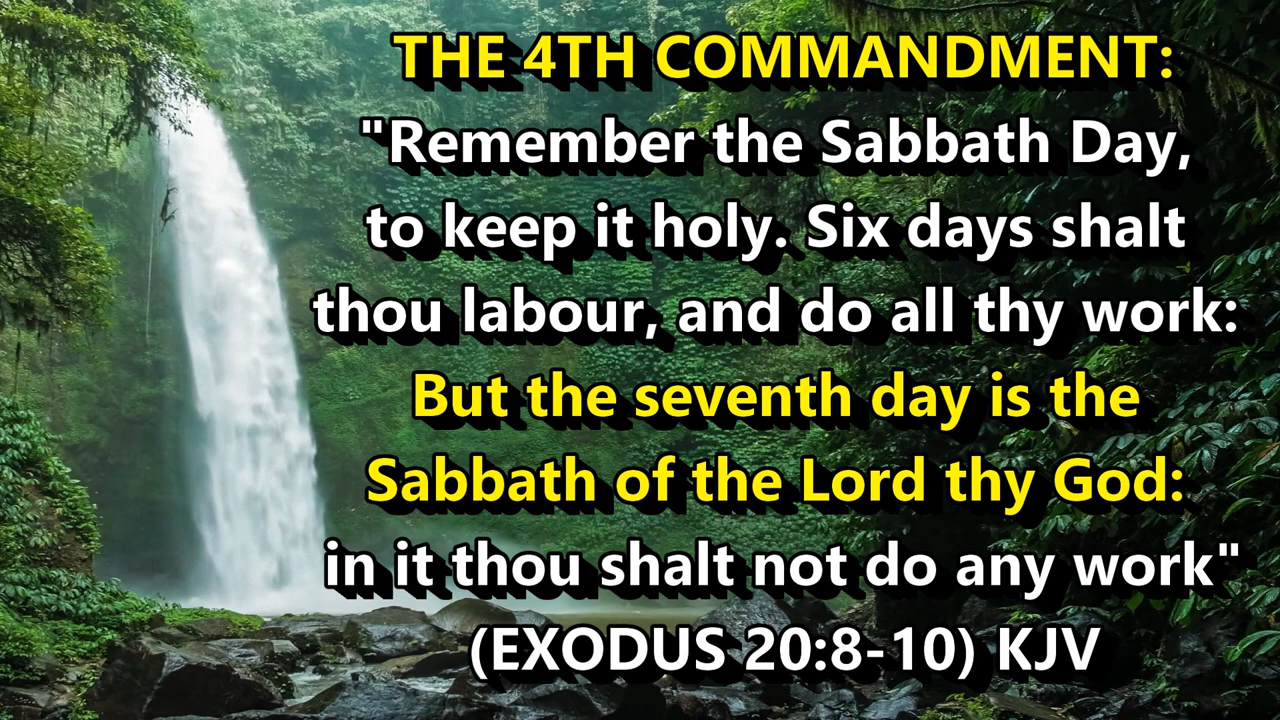 THE 4TH COMMANDMENT:
"Remember the Sabbath Day,
to keep it holy. Six days shalt
thou labour, and do all thy work:
But the seventh day is the
Sabbath of the Lord thy God:
in it thou shalt not do any work"
(EXODUS 20:8-10) KJV